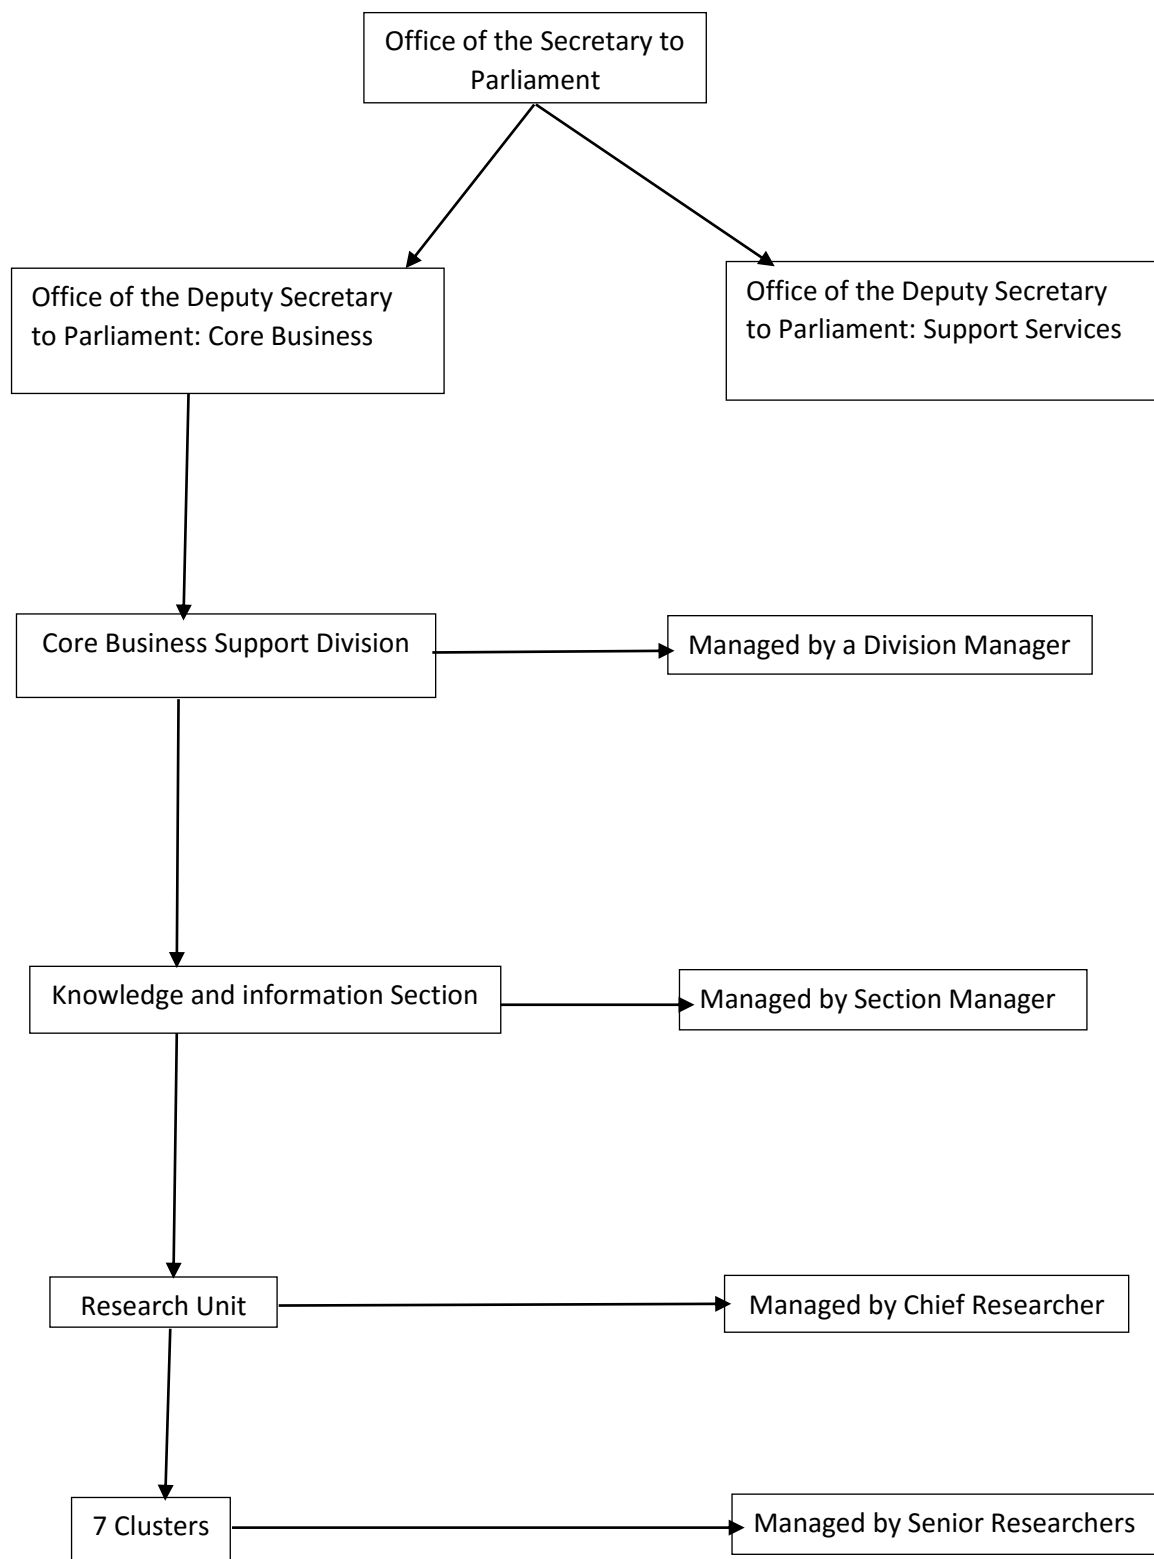 Office of the Secretary to
Parliament
Office of the Deputy Secretary
to Parliament: Core Business
Office of the Deputy Secretary
to Parliament: Support Services
Core Business Support Division
Managed by a Division Manager
Knowledge and information Section
Managed by Section Manager
Research Unit
Managed by Chief Researcher
7 Clusters
Managed by Senior Researchers